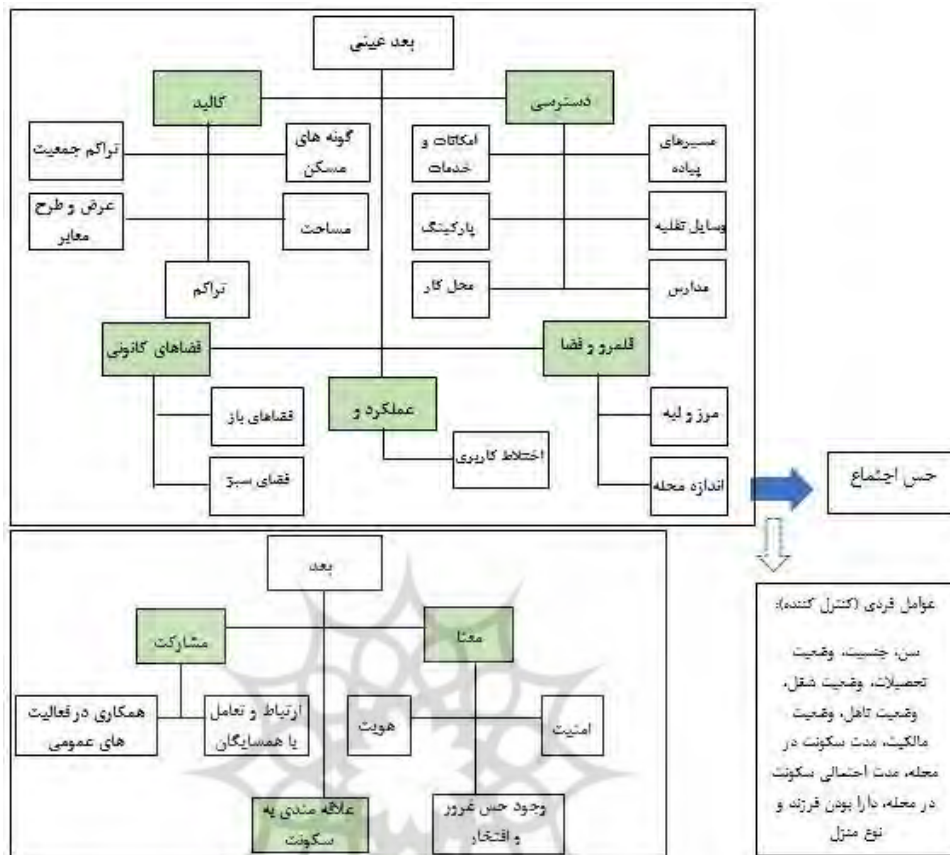 بعد عینی
دسترسی
کالبد
مسیرهای
پیاده
امکانات و
خدمات
گونه های
مسکن
تراکم جمعیت
وسایل نقلیه
پارکینگ
مساحت
عرض و طرح
معابر
مدارس
محل کار
تراکم
قلمرو و فضا
فضاهای کانونی
عملکرد و
مرز و لبه
فضاهای باز
اختلاط کاربری
اندازه محله
فضای سبز
حس اجتماع
بعد
معنا
مشارکت
امنیت
هویت
ارتباط و تعامل
با همسایگان
همکاری در فعالیت
های عمومی
وجود حس غرور
و افتخار
علاقه مندی به
سکونت
عوامل فردی (کنترل کننده):
سن، جنسیت، وضعیت
تحصیلات، وضعیت شغل،
وضعیت تاهل، وضعیت
مالکیت، مدت سکونت در
محله، مدت احتمالی سکونت
در محله، دارا بودن فرزند و
نوع منزل